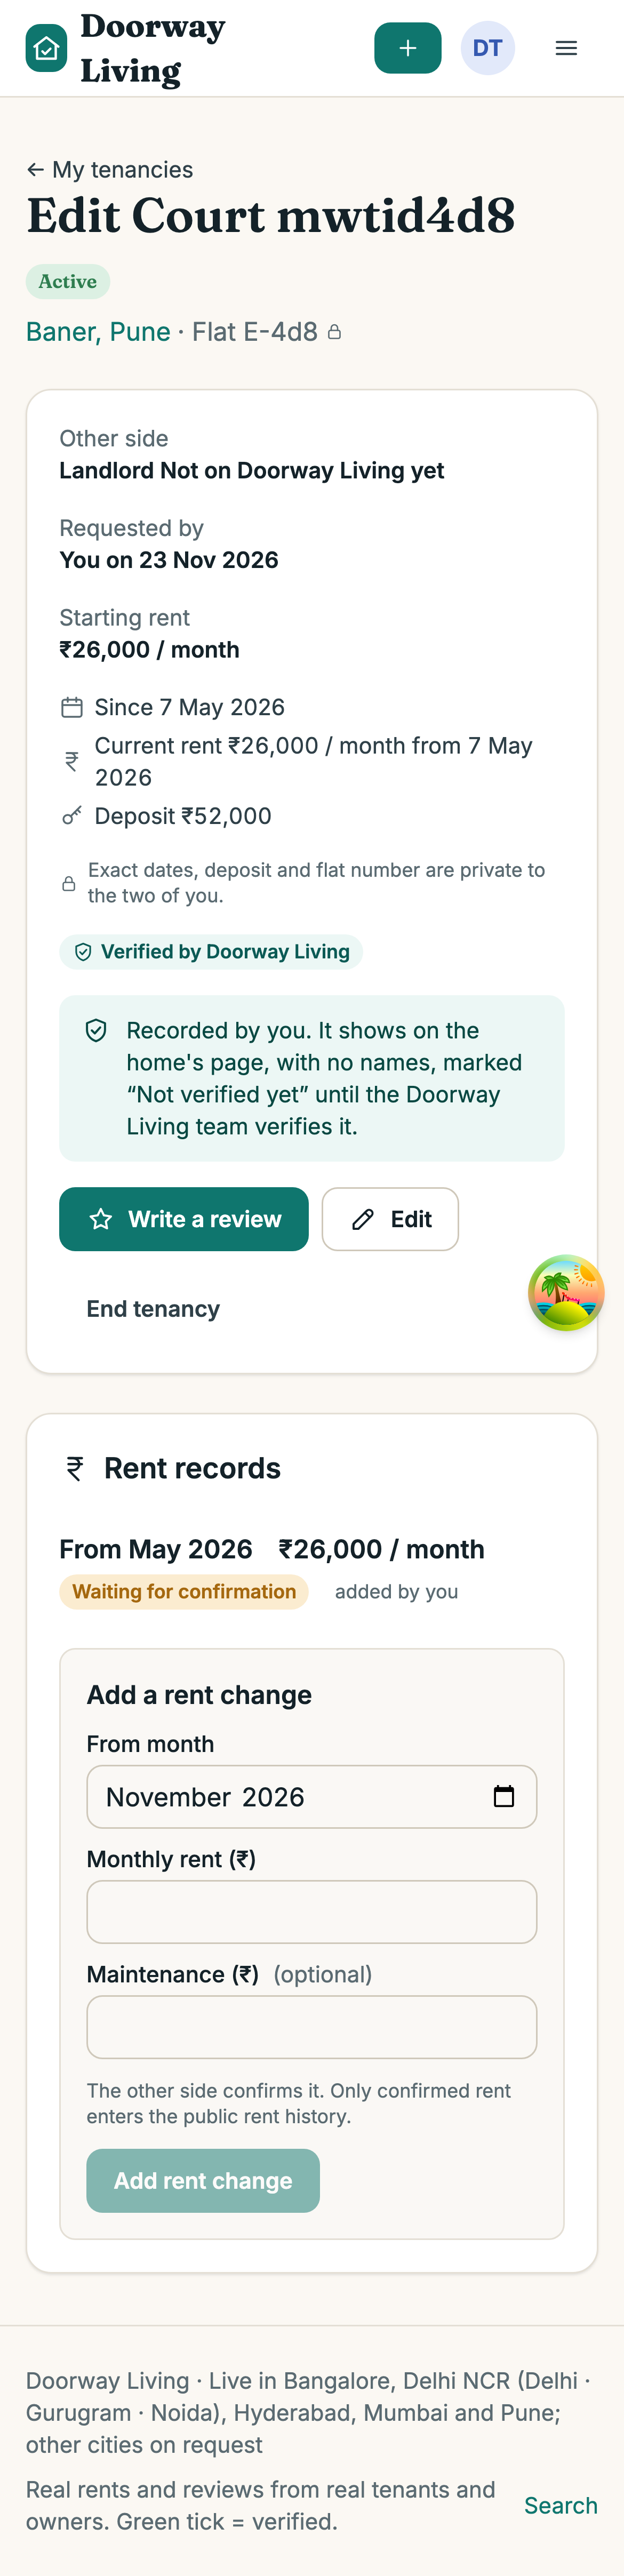 Doorway
Living
DT
← My tenancies
Edit Court mwtid4d8
Active
Baner, Pune · Flat E-4d8
Other side
Landlord Not on Doorway Living yet
Requested by
You on 23 Nov 2026
Starting rent
₹26,000 / month
Since 7 May 2026
₹ Current rent ₹26,000 / month from 7 May
2026
Deposit ₹52,000
Exact dates, deposit and flat number are private to
the two of you.
Verified by Doorway Living
Recorded by you. It shows on the
home's page, with no names, marked
“Not verified yet” until the Doorway
Living team verifies it.
Write a review
Edit
End tenancy
₹ Rent records
From May 2026 ₹26,000 / month
Waiting for confirmation added by you
Add a rent change
From month
November 2026
Monthly rent (₹)
Maintenance (₹) (optional)
The other side confirms it. Only confirmed rent
enters the public rent history.
Add rent change
Doorway Living · Live in Bangalore, Delhi NCR (Delhi ·
Gurugram · Noida), Hyderabad, Mumbai and Pune;
other cities on request
Real rents and reviews from real tenants and
owners. Green tick = verified.
Search